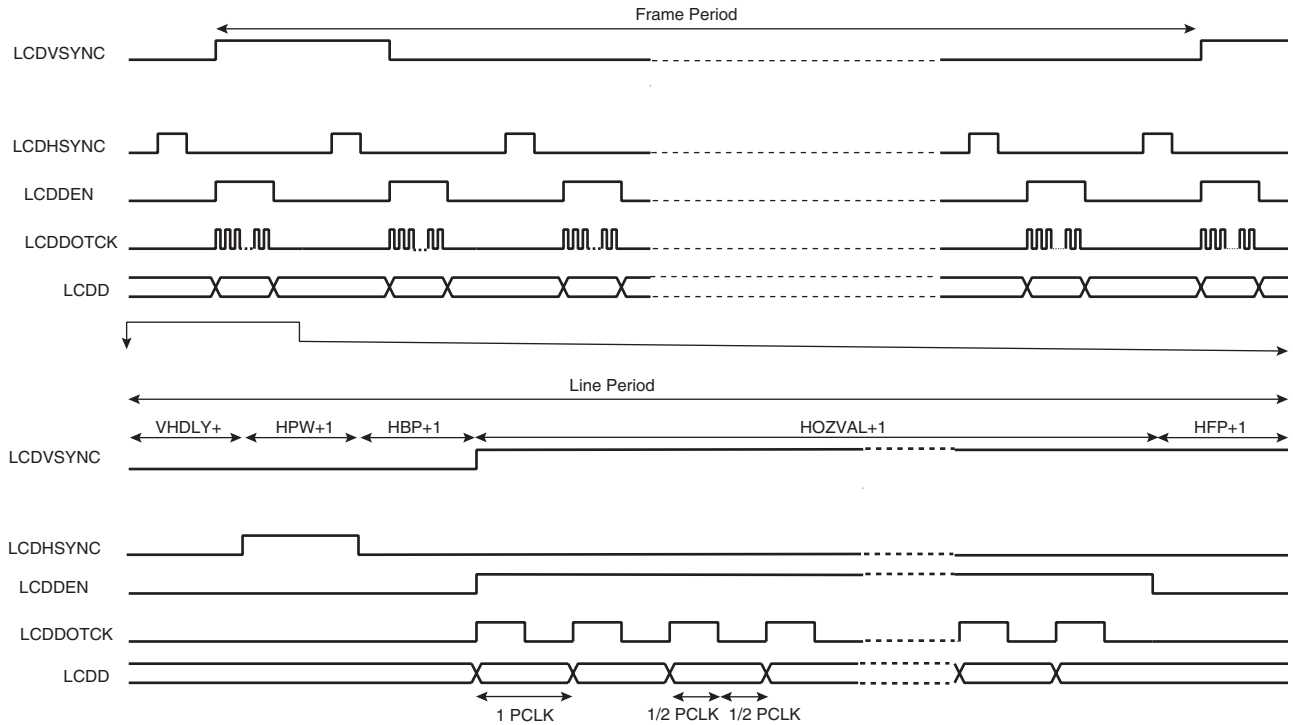 Frame Period
LCDVSYNC
LCDHSYNC
LCDDEN
LCDDOTCK
LCDD
Line Period
VHDLY+ HPW+1 HBP+1 HOZVAL+1 HFP+1
LCDVSYNC
LCDHSYNC
LCDDEN
LCDDOTCK
LCDD
1 PCLK 1/2 PCLK 1/2 PCLK